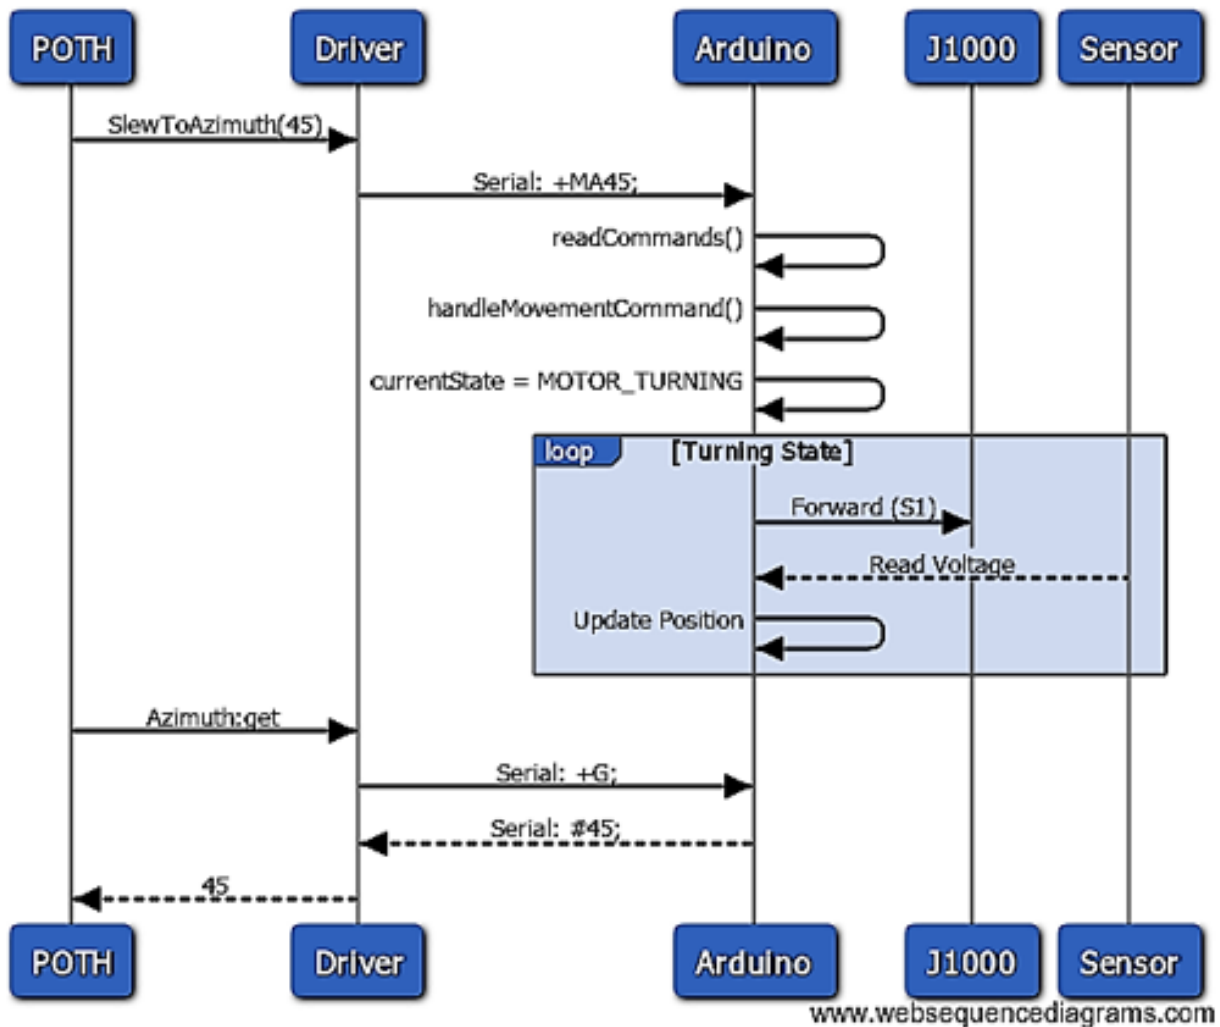 POTH Driver Arduino J1000 Sensor
SlewToAzimuth(45)
Serial: +MA45;
readCommands()
handleMovementCommand()
currentState = MOTOR_TURNING
loop [Turning State]
Forward (S1)
Read Voltage
Update Position
Azimuth:get
Serial: +G;
Serial: #45;
45
POTH Driver Arduino J1000 Sensor
www.websequencediagrams.com